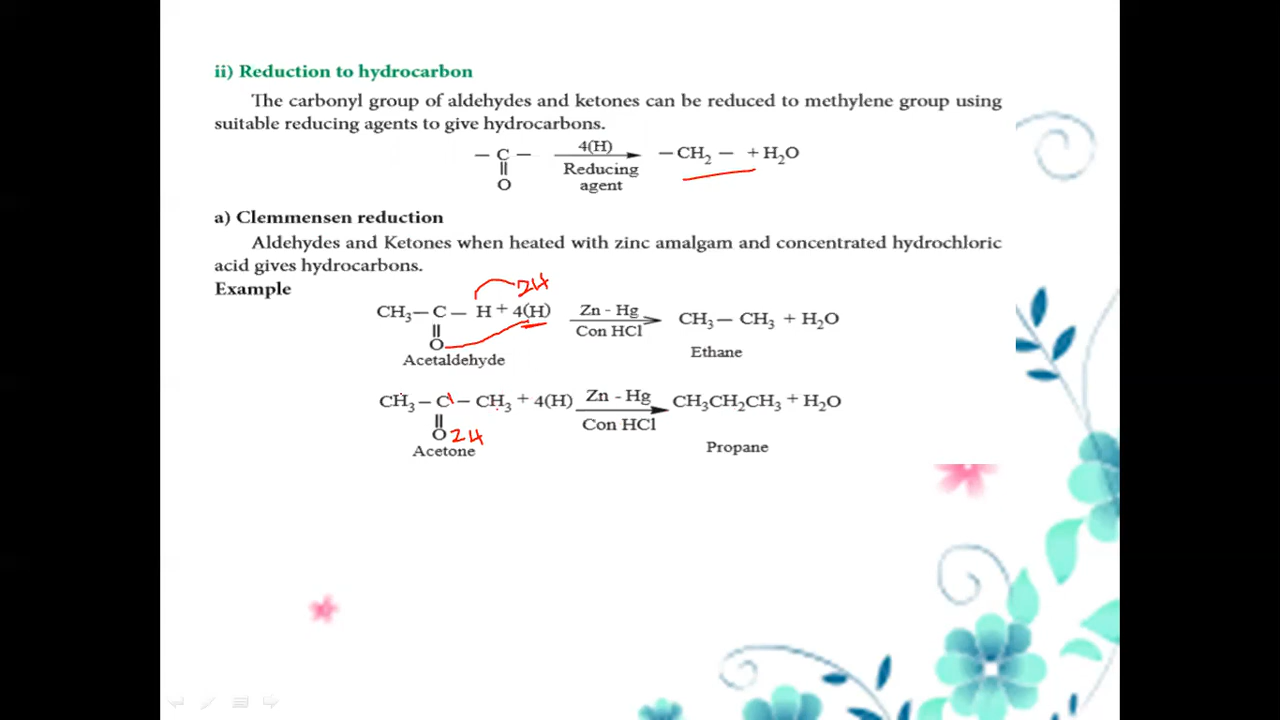 ii) Reduction to hydrocarbon
The carbonyl group of aldehydes and ketones can be reduced to methylene group using
suitable reducing agents to give hydrocarbons.
— C — 4(H) Reducing agent → — CH₂ — + H₂O
||
O
a) Clemmensen reduction
Aldehydes and Ketones when heated with zinc amalgam and concentrated hydrochloric
acid gives hydrocarbons.
Example
2H
CH₃— C — H + 4(H) Zn - Hg Con HCl → CH₃— CH₃ + H₂O
||
O
Acetaldehyde Ethane
CH₃ — C — CH₃ + 4(H) Zn - Hg Con HCl → CH₃CH₂CH₃ + H₂O
||
O 2H
Acetone Propane